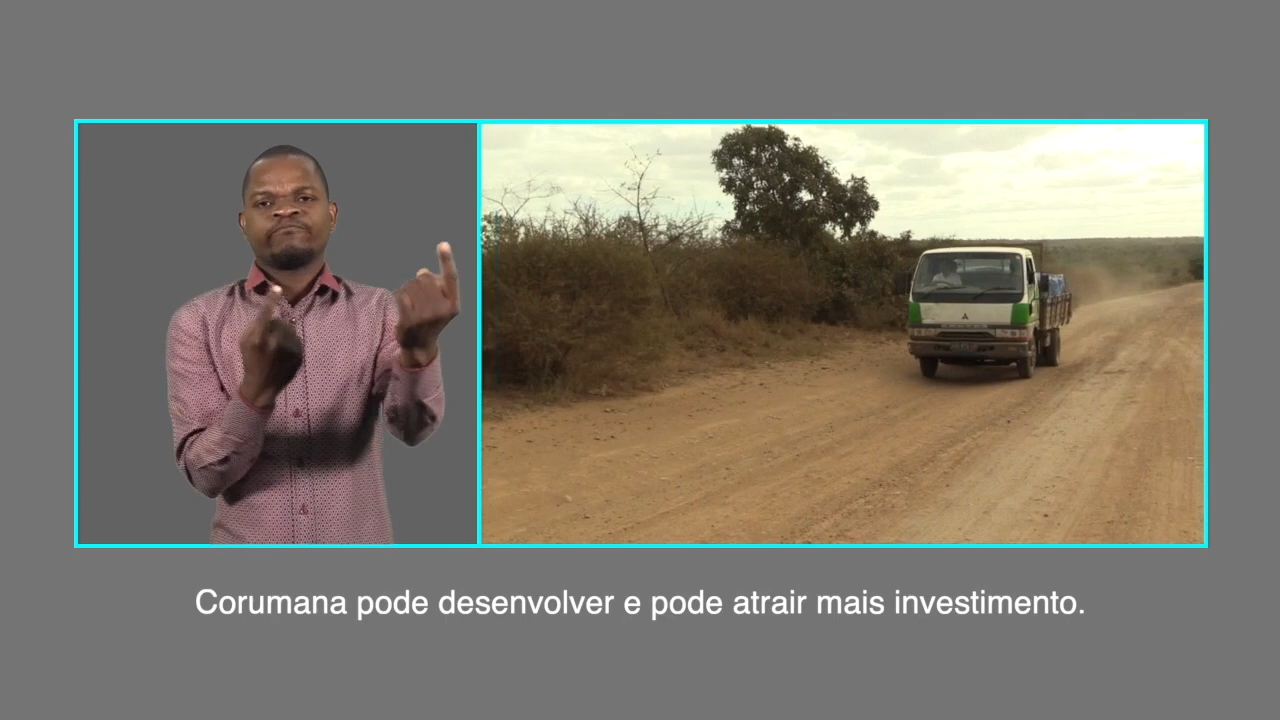 Corumana pode desenvolver e pode atrair mais investimento.